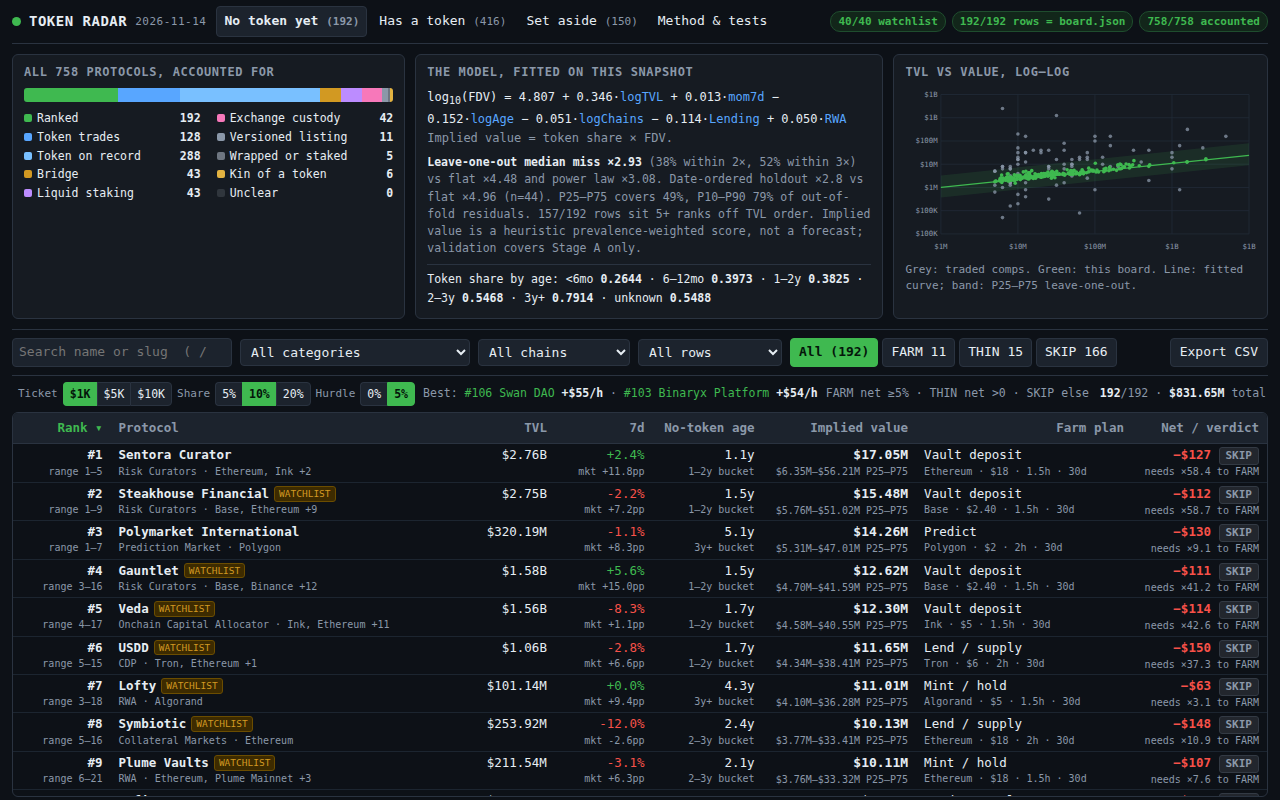 TOKEN RADAR 2026-11-14 No token yet (192) Has a token (416) Set aside (150) Method & tests 40/40 watchlist 192/192 rows = board.json 758/758 accounted
ALL 758 PROTOCOLS, ACCOUNTED FOR
Ranked 192 Exchange custody 42
Token trades 128 Versioned listing 11
Token on record 288 Wrapped or staked 5
Bridge 43 Kin of a token 6
Liquid staking 43 Unclear 0
THE MODEL, FITTED ON THIS SNAPSHOT
log10(FDV) = 4.807 + 0.346·logTVL + 0.013·mom7d −
0.152·logAge − 0.051·logChains − 0.114·Lending + 0.050·RWA
Implied value = token share × FDV.
Leave-one-out median miss ×2.93 (38% within 2×, 52% within 3×)
vs flat ×4.48 and power law ×3.08. Date-ordered holdout ×2.8 vs
flat ×4.96 (n=44). P25–P75 covers 49%, P10–P90 79% of out-of-
fold residuals. 157/192 rows sit 5+ ranks off TVL order. Implied
value is a heuristic prevalence-weighted score, not a forecast;
validation covers Stage A only.
Token share by age: <6mo 0.2644 · 6–12mo 0.3973 · 1–2y 0.3825 ·
2–3y 0.5468 · 3y+ 0.7914 · unknown 0.5488
TVL VS VALUE, LOG–LOG
$1B
$1B
$100M
$10M
$1M
$100K
$100K
$1M $10M $100M $1B $1B
Grey: traded comps. Green: this board. Line: fitted
curve; band: P25–P75 leave-one-out.
Search name or slug ( / All categories All chains All rows All (192) FARM 11 THIN 15 SKIP 166 Export CSV
Ticket $1K $5K $10K Share 5% 10% 20% Hurdle 0% 5% Best: #106 Swan DAO +$55/h · #103 Binaryx Platform +$54/h FARM net ≥5% · THIN net >0 · SKIP else 192/192 · $831.65M total
Rank ▾ Protocol TVL 7d No-token age Implied value Farm plan Net / verdict
#1 Sentora Curator $2.76B +2.4% 1.1y $17.05M Vault deposit −$127 SKIP
range 1–5 Risk Curators · Ethereum, Ink +2 mkt +11.8pp 1–2y bucket $6.35M–$56.21M P25–P75 Ethereum · $18 · 1.5h · 30d needs ×58.4 to FARM
#2 Steakhouse Financial WATCHLIST $2.75B -2.2% 1.5y $15.48M Vault deposit −$112 SKIP
range 1–9 Risk Curators · Base, Ethereum +9 mkt +7.2pp 1–2y bucket $5.76M–$51.02M P25–P75 Base · $2.40 · 1.5h · 30d needs ×58.7 to FARM
#3 Polymarket International $320.19M -1.1% 5.1y $14.26M Predict −$130 SKIP
range 1–7 Prediction Market · Polygon mkt +8.3pp 3y+ bucket $5.31M–$47.01M P25–P75 Polygon · $2 · 2h · 30d needs ×9.1 to FARM
#4 Gauntlet WATCHLIST $1.58B +5.6% 1.5y $12.62M Vault deposit −$111 SKIP
range 3–16 Risk Curators · Base, Binance +12 mkt +15.0pp 1–2y bucket $4.70M–$41.59M P25–P75 Base · $2.40 · 1.5h · 30d needs ×41.2 to FARM
#5 Veda WATCHLIST $1.56B -8.3% 1.7y $12.30M Vault deposit −$114 SKIP
range 4–17 Onchain Capital Allocator · Ink, Ethereum +11 mkt +1.1pp 1–2y bucket $4.58M–$40.55M P25–P75 Ink · $5 · 1.5h · 30d needs ×42.6 to FARM
#6 USDD WATCHLIST $1.06B -2.8% 1.7y $11.65M Lend / supply −$150 SKIP
range 5–15 CDP · Tron, Ethereum +1 mkt +6.6pp 1–2y bucket $4.34M–$38.41M P25–P75 Tron · $6 · 2h · 30d needs ×37.3 to FARM
#7 Lofty WATCHLIST $101.14M +0.0% 4.3y $11.01M Mint / hold −$63 SKIP
range 3–18 RWA · Algorand mkt +9.4pp 3y+ bucket $4.10M–$36.28M P25–P75 Algorand · $5 · 1.5h · 30d needs ×3.1 to FARM
#8 Symbiotic WATCHLIST $253.92M -12.0% 2.4y $10.13M Lend / supply −$148 SKIP
range 5–16 Collateral Markets · Ethereum mkt -2.6pp 2–3y bucket $3.77M–$33.41M P25–P75 Ethereum · $18 · 2h · 30d needs ×10.9 to FARM
#9 Plume Vaults WATCHLIST $211.54M -3.1% 2.1y $10.11M Mint / hold −$107 SKIP
range 6–21 RWA · Ethereum, Plume Mainnet +3 mkt +6.3pp 2–3y bucket $3.76M–$33.32M P25–P75 Ethereum · $18 · 1.5h · 30d needs ×7.6 to FARM